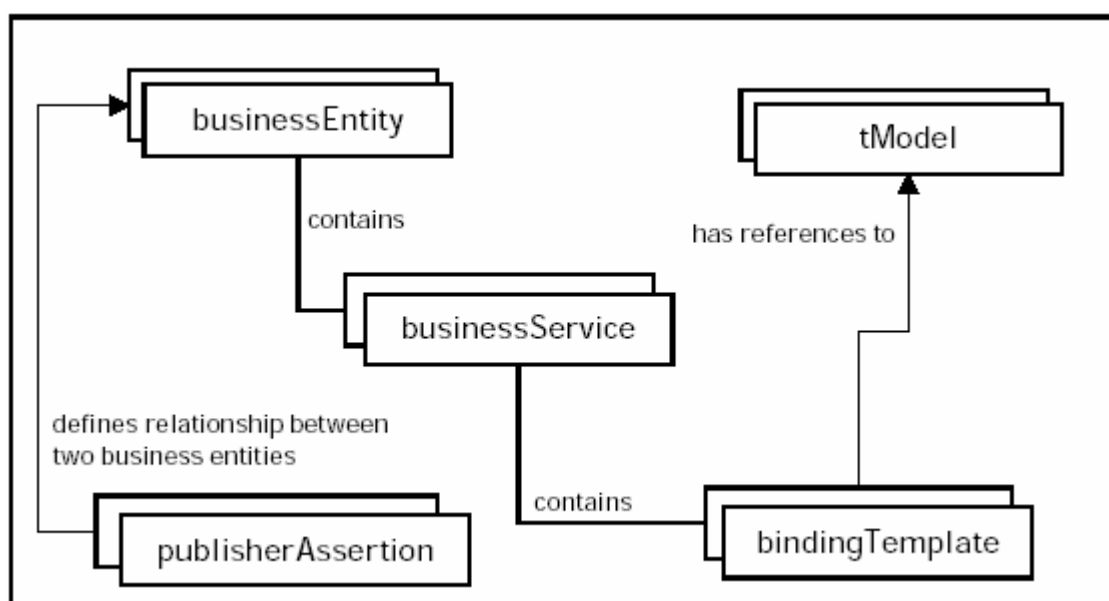 businessEntity
tModel
contains
has references to
businessService
defines relationship between
two business entities
contains
publisherAssertion
bindingTemplate